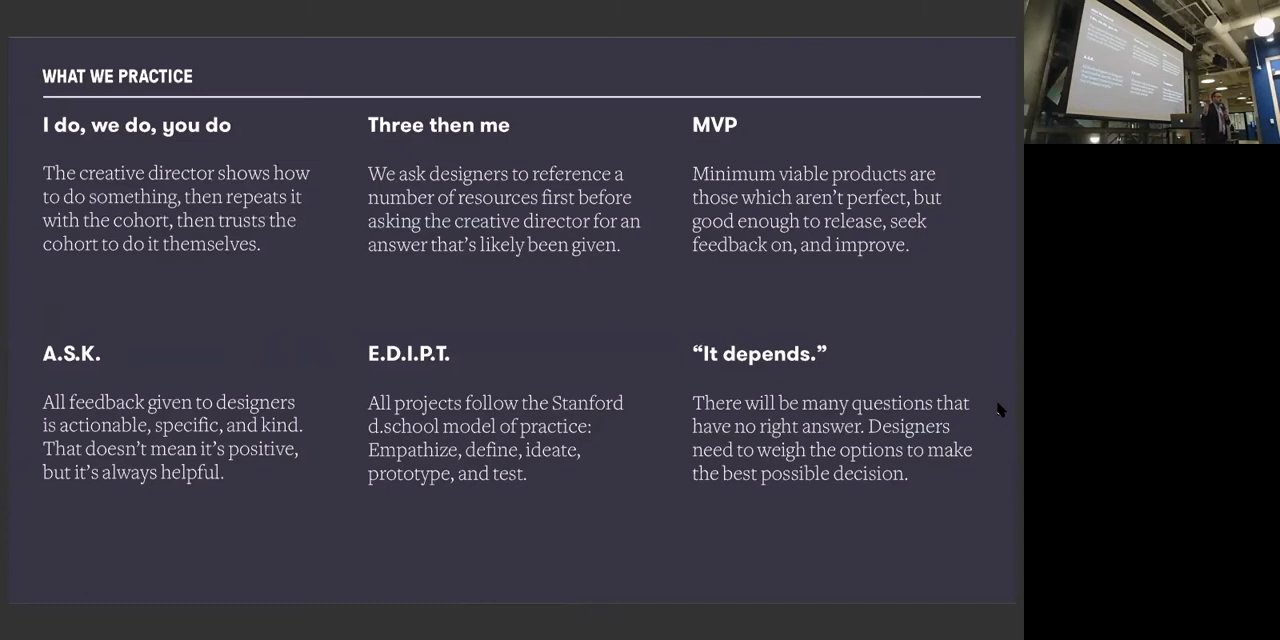 WHAT WE PRACTICE
I do, we do, you do
The creative director shows how
to do something, then repeats it
with the cohort, then trusts the
cohort to do it themselves.
Three then me
We ask designers to reference a
number of resources first before
asking the creative director for an
answer that’s likely been given.
MVP
Minimum viable products are
those which aren’t perfect, but
good enough to release, seek
feedback on, and improve.
A.S.K.
All feedback given to designers
is actionable, specific, and kind.
That doesn’t mean it’s positive,
but it’s always helpful.
E.D.I.P.T.
All projects follow the Stanford
d.school model of practice:
Empathize, define, ideate,
prototype, and test.
“It depends.”
There will be many questions that
have no right answer. Designers
need to weigh the options to make
the best possible decision.